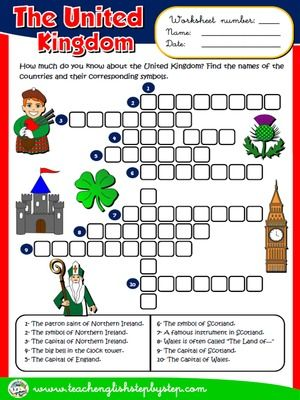 The United
Kingdom
Worksheet number: ____
Name: ____
Date: ____
How much do you know about the United Kingdom? Find the names of the
countries and their corresponding symbols.
1
2
3
4
5
6
7
8
9
10
1- The patron saint of Northern Ireland.
2- The symbol of Northern Ireland.
3- The Capital of Northern Ireland.
4- The big bell in the clock tower.
5- The Capital of England.
6- The symbol of Scotland.
7- A famous instrument in Scotland.
8- Wales is often called "The Land of..."
9- The Capital of Scotland.
10- The Capital of Wales.
www.teachenglishstepbystep.com